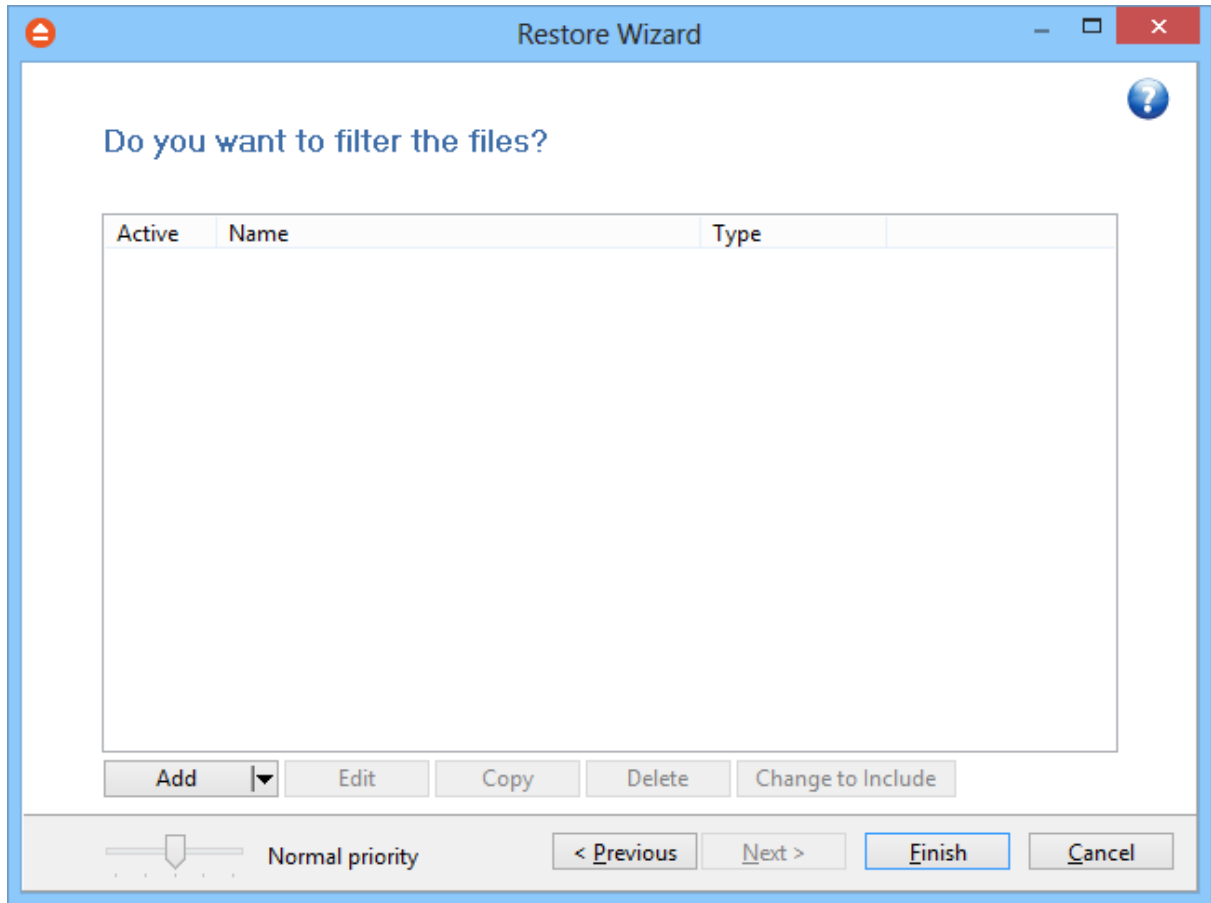 Restore Wizard
Do you want to filter the files?
Active Name Type
Add Edit Copy Delete Change to Include
Normal priority < Previous Next > Finish Cancel